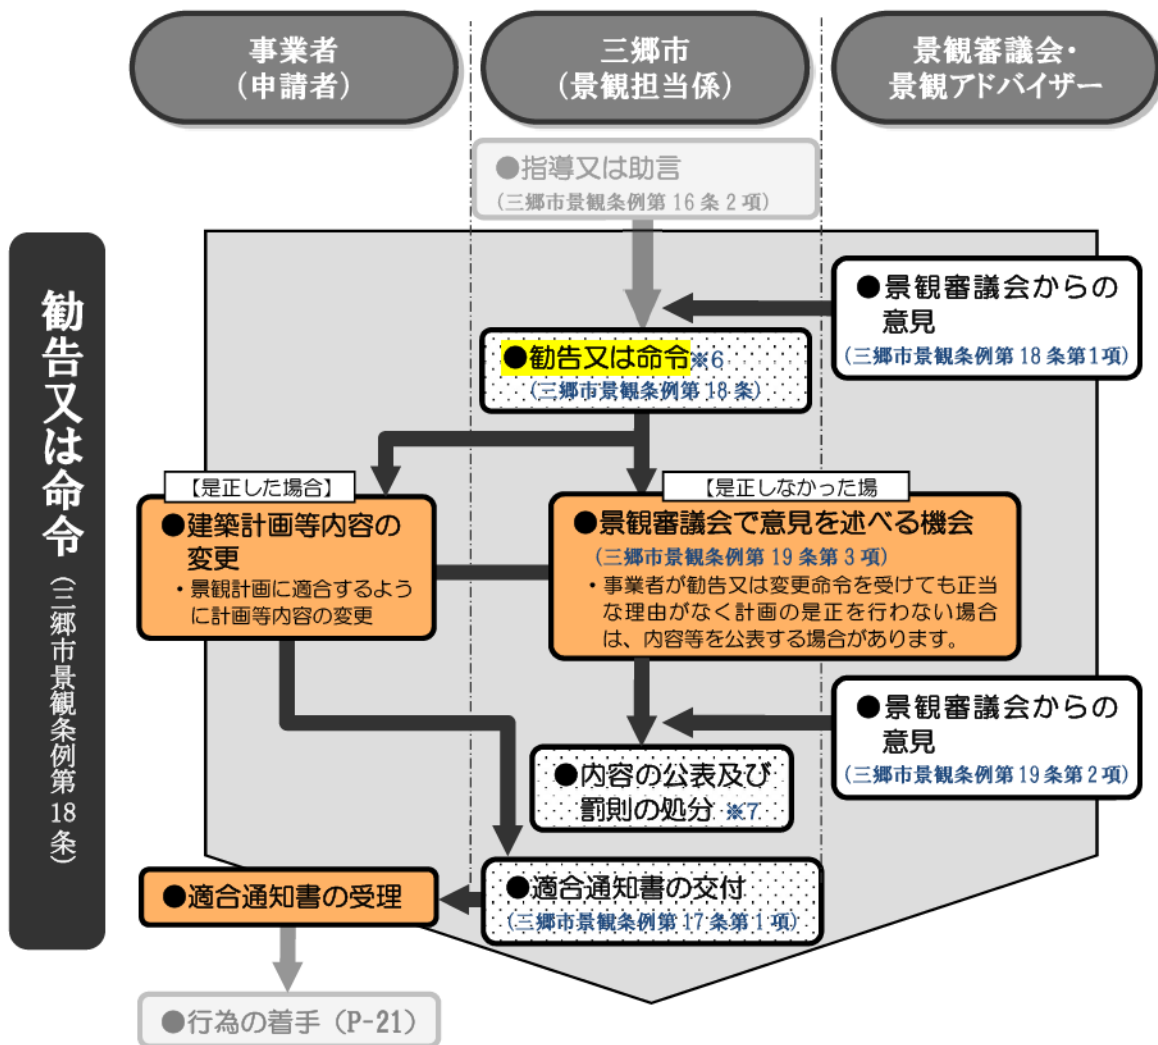 事業者
（申請者）
三郷市
（景観担当係）
景観審議会・
景観アドバイザー
●指導又は助言
(三郷市景観条例第 16 条 2 項)
勧告又は命令（三郷市景観条例第18条）
●景観審議会からの
意見
(三郷市景観条例第 18 条第1項)
●勧告又は命令※6
(三郷市景観条例第 18 条)
【是正した場合】
●建築計画等内容の
変更
・景観計画に適合するよう
に計画等内容の変更
【是正しなかった場
●景観審議会で意見を述べる機会
(三郷市景観条例第 19 条第 3 項)
・事業者が勧告又は変更命令を受けても正当
な理由がなく計画の是正を行わない場合
は、内容等を公表する場合があります。
●景観審議会からの
意見
(三郷市景観条例第 19 条第 2 項)
●内容の公表及び
罰則の処分 ※7
●適合通知書の受理
●適合通知書の交付
(三郷市景観条例第 17 条第 1 項)
●行為の着手（P-21）